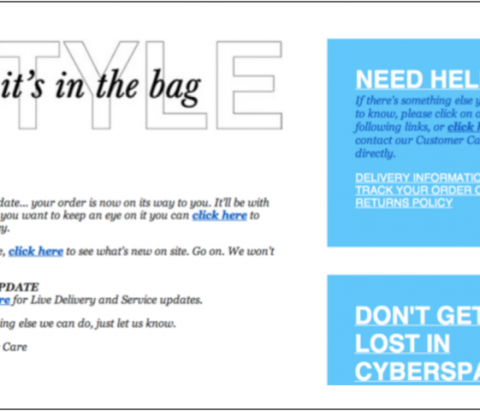 TYLE
it's in the bag
date... your order is now on its way to you. It'll be with
you want to keep an eye on it you can click here to
y.
e, click here to see what's new on site. Go on. We won't
PDATE
re for Live Delivery and Service updates.
ing else we can do, just let us know.
Care
NEED HEL
If there's something else y
to know, please click on o
following links, or click h
contact our Customer Ca
directly.
DELIVERY INFORMATIO
TRACK YOUR ORDER O
RETURNS POLICY
DON'T GET
LOST IN
CYBERSPA